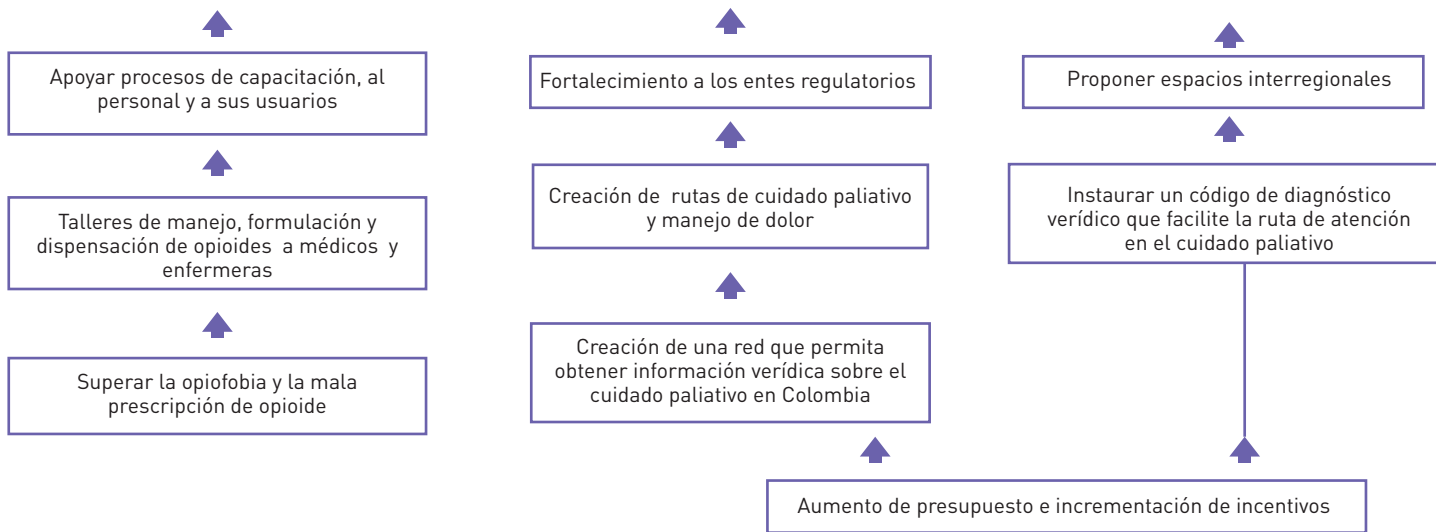 Apoyar procesos de capacitación, al
personal y a sus usuarios
Fortalecimiento a los entes regulatorios
Proponer espacios interregionales
Talleres de manejo, formulación y
dispensación de opioides a médicos y
enfermeras
Creación de rutas de cuidado paliativo
y manejo de dolor
Instaurar un código de diagnóstico
verídico que facilite la ruta de atención
en el cuidado paliativo
Superar la opiofobia y la mala
prescripción de opioide
Creación de una red que permita
obtener información verídica sobre el
cuidado paliativo en Colombia
Aumento de presupuesto e incrementación de incentivos